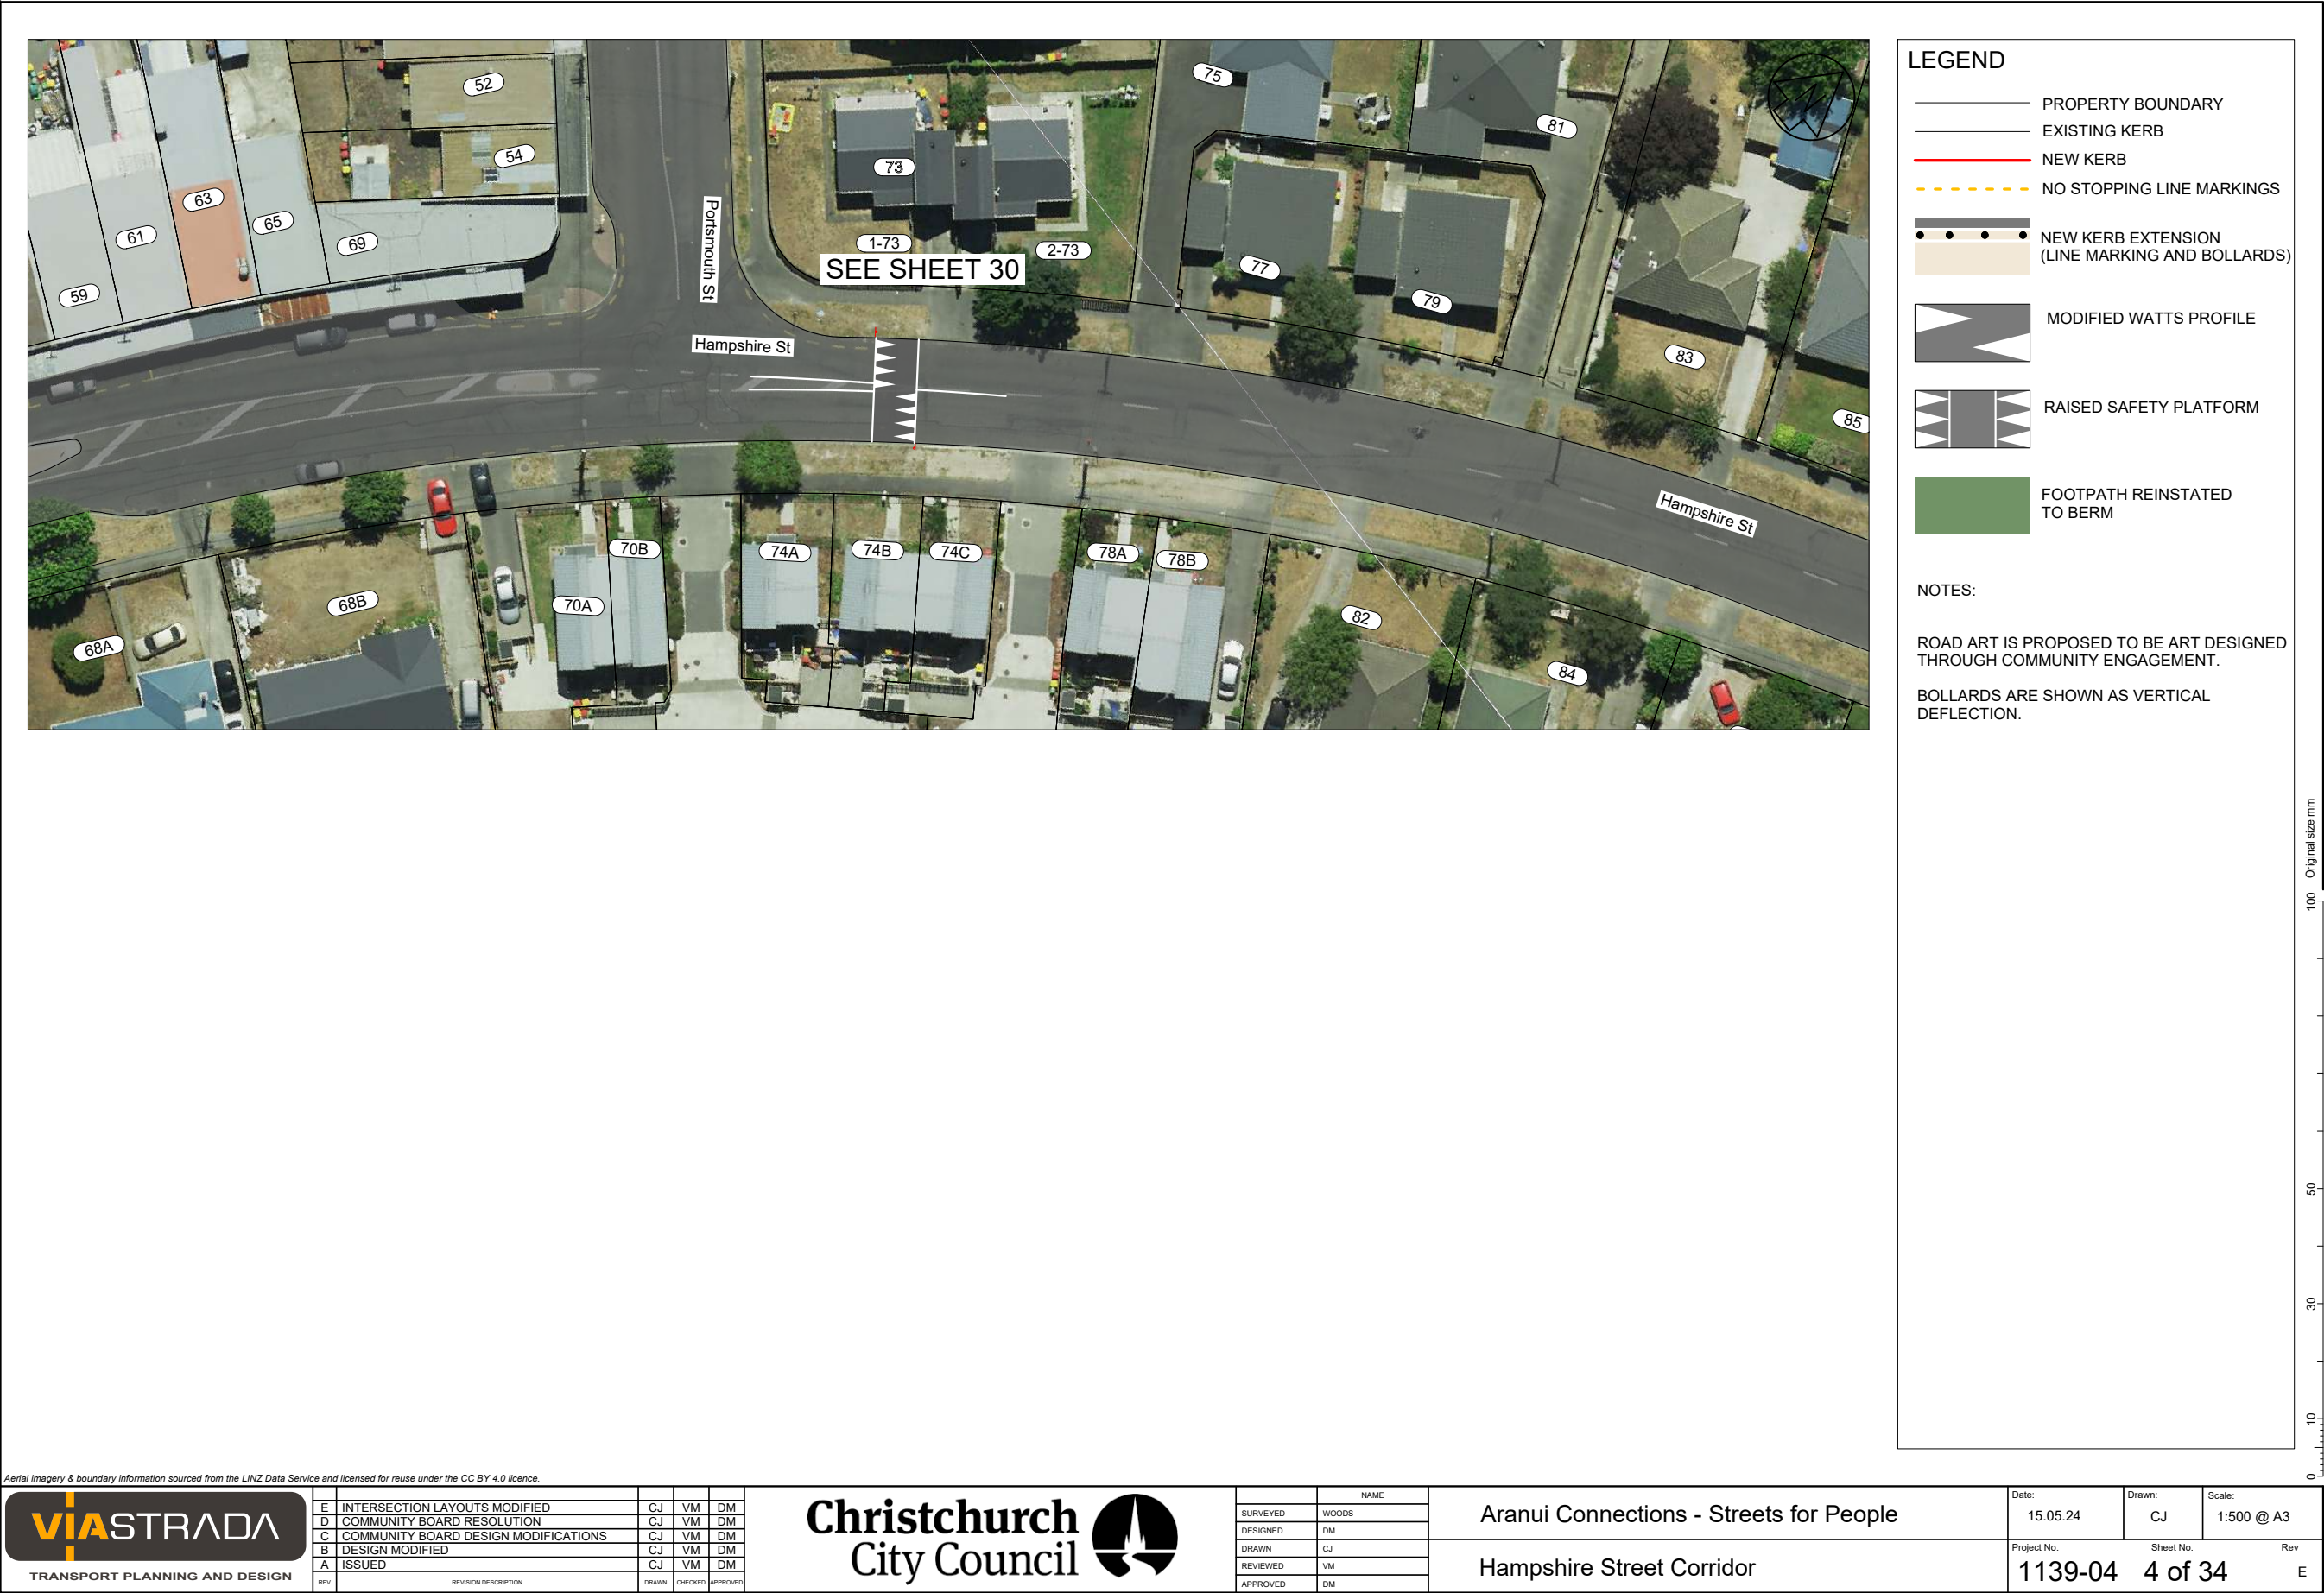 52
54
63
61
65
69
59
Portsmouth St
73
1-73
2-73
SEE SHEET 30
75
81
77
79
83
85
Hampshire St
Hampshire St
68A
68B
70A
70B
74A
74B
74C
78A
78B
82
84
LEGEND
PROPERTY BOUNDARY
EXISTING KERB
NEW KERB
NO STOPPING LINE MARKINGS
NEW KERB EXTENSION
(LINE MARKING AND BOLLARDS)
MODIFIED WATTS PROFILE
RAISED SAFETY PLATFORM
FOOTPATH REINSTATED
TO BERM
NOTES:
ROAD ART IS PROPOSED TO BE ART DESIGNED
THROUGH COMMUNITY ENGAGEMENT.
BOLLARDS ARE SHOWN AS VERTICAL
DEFLECTION.
Original size mm
100
50
30
10
0
Aerial imagery & boundary information sourced from the LINZ Data Service and licensed for reuse under the CC BY 4.0 licence.
VIASTRADA
TRANSPORT PLANNING AND DESIGN
E INTERSECTION LAYOUTS MODIFIED CJ VM DM
D COMMUNITY BOARD RESOLUTION CJ VM DM
C COMMUNITY BOARD DESIGN MODIFICATIONS CJ VM DM
B DESIGN MODIFIED CJ VM DM
A ISSUED CJ VM DM
REV REVISION DESCRIPTION DRAWN CHECKED APPROVED
Christchurch
City Council
NAME
SURVEYED WOODS
DESIGNED DM
DRAWN CJ
REVIEWED VM
APPROVED DM
Aranui Connections - Streets for People
Hampshire Street Corridor
Date: Drawn: Scale:
15.05.24 CJ 1:500 @ A3
Project No. Sheet No. Rev
1139-04 4 of 34 E